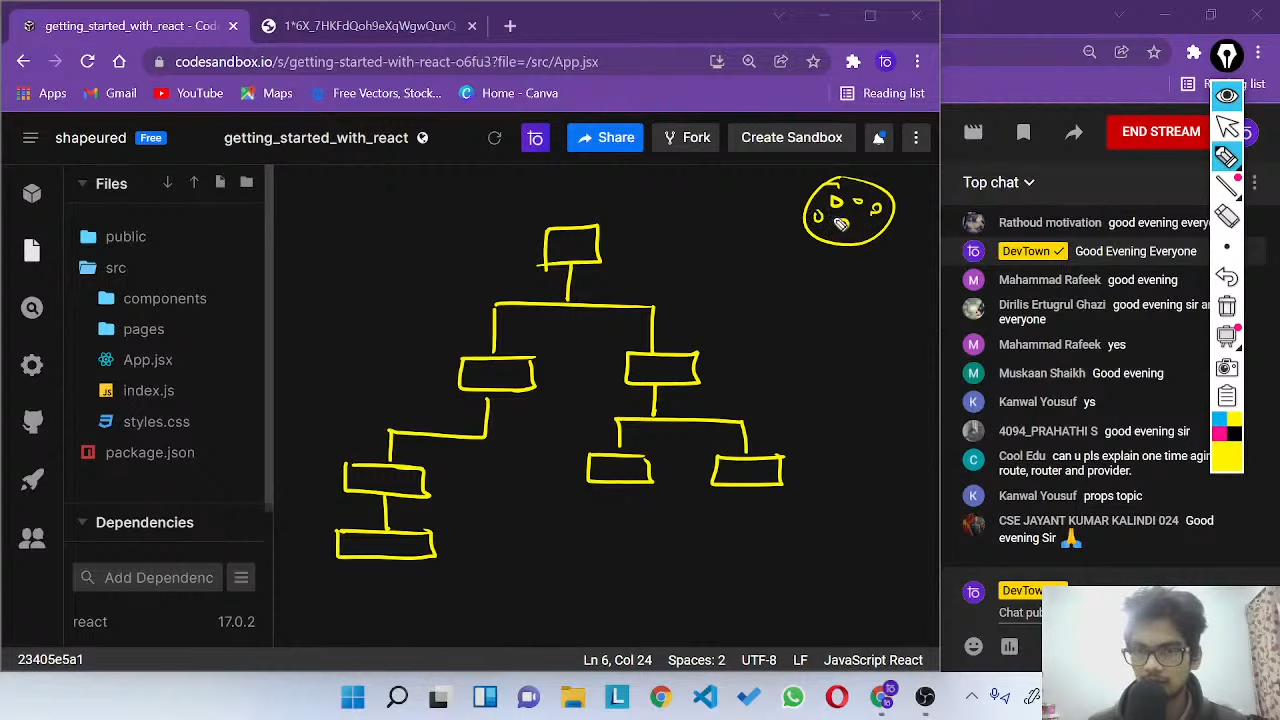 getting_started_with_react - Code
1*6X_7HKFdQoh9eXqWgwQuvQ
codesandbox.io/s/getting-started-with-react-o6fu3?file=/src/App.jsx
Apps
Gmail
YouTube
Maps
Free Vectors, Stock...
Home - Canva
Reading list
Reading list
shapeured
Free
getting_started_with_react
Share
Fork
Create Sandbox
END STREAM
Files
public
src
components
pages
App.jsx
index.js
styles.css
package.json
Dependencies
Add Dependenc
react 17.0.2
Top chat
Rathoud motivation good evening every
DevTown Good Evening Everyone
Mahammad Rafeek good evening
Dirilis Ertugrul Ghazi good evening sir and
everyone
Mahammad Rafeek yes
Muskaan Shaikh Good evening
Kanwal Yousuf ys
4094_PRAHATHI S good evening sir
Cool Edu can u pls explain one time agin
route, router and provider.
Kanwal Yousuf props topic
CSE JAYANT KUMAR KALINDI 024 Good
evening Sir 🙏
DevTown
Chat pub
23405e5a1
Ln 6, Col 24
Spaces: 2
UTF-8
LF
JavaScript React